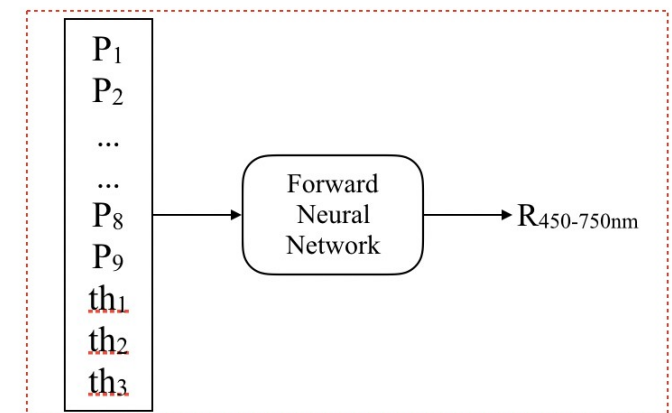 P₁
P₂
...
...
P₈
P₉
th₁
th₂
th₃
Forward
Neural
Network
R₄₅₀₋₇₅₀ₙₘ